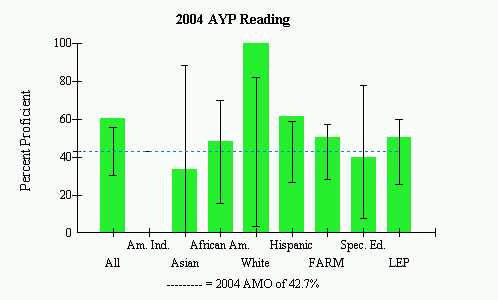 2004 AYP Reading
Percent Proficient
100
80
60
40
20
0
Am. Ind. African Am. Hispanic Spec. Ed.
All Asian White FARM LEP
--------- = 2004 AMO of 42.7%